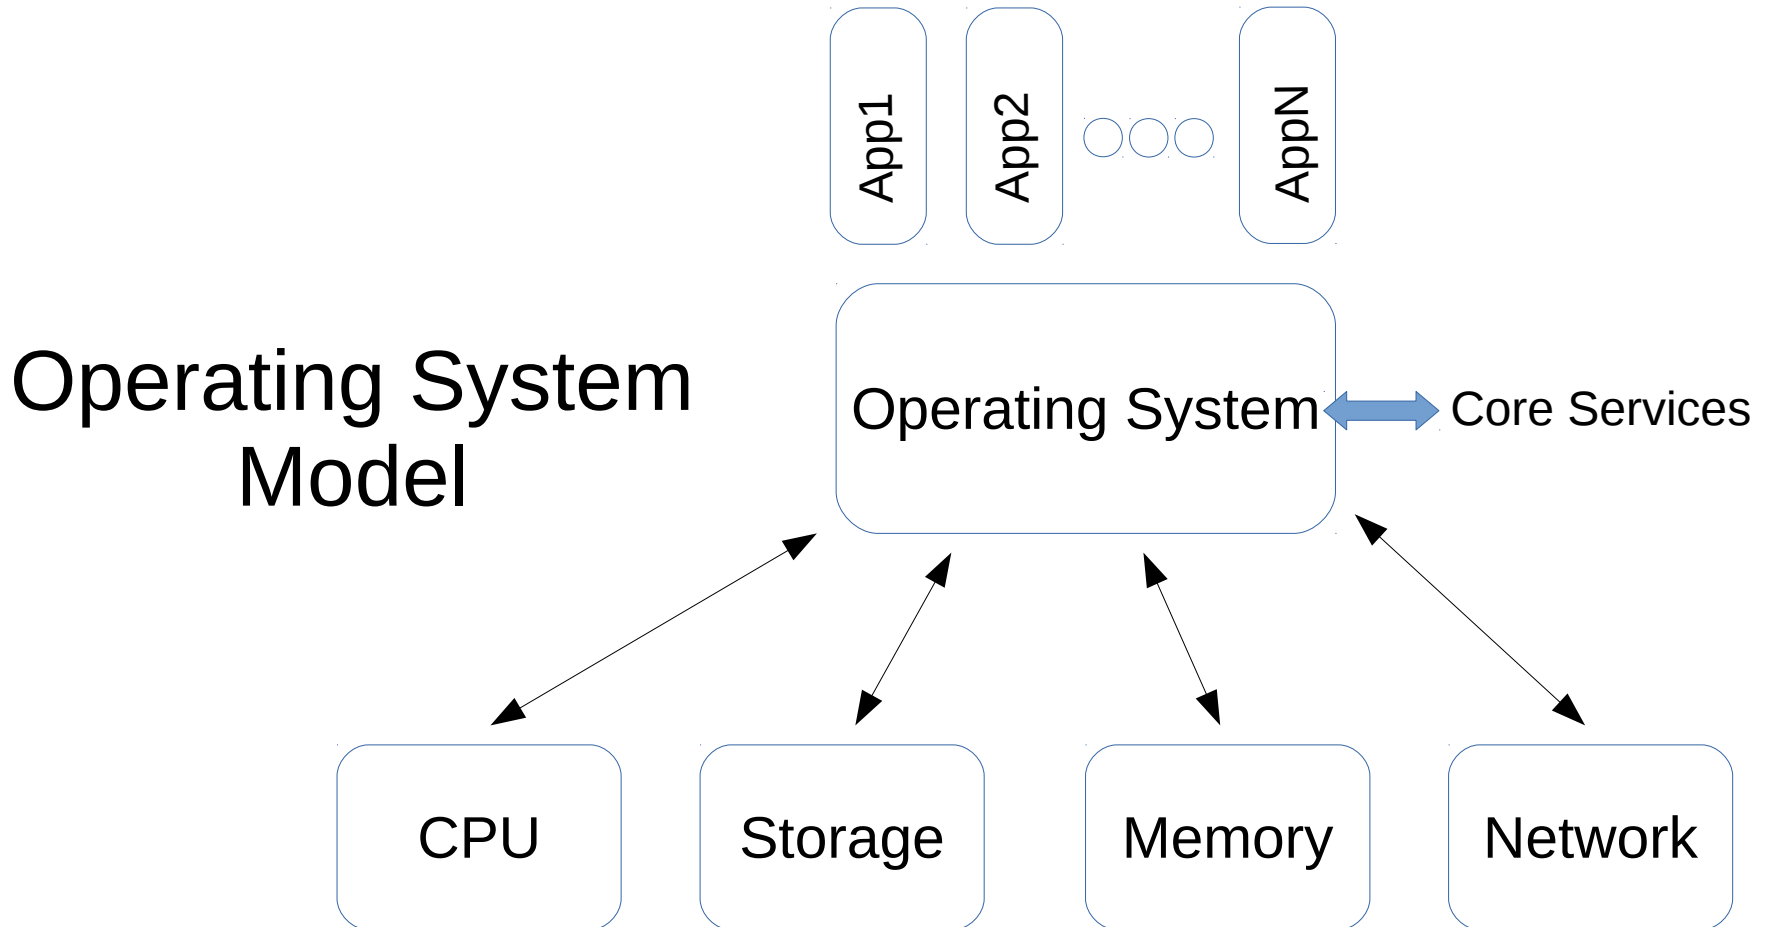 App1
App2
AppN
Operating System
Model
Operating System
Core Services
CPU
Storage
Memory
Network